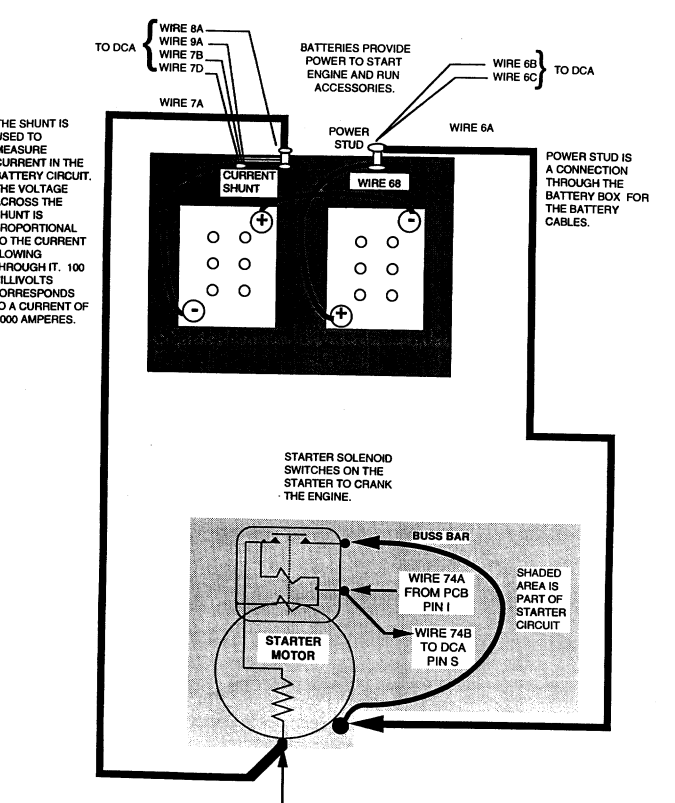 WIRE 8A
WIRE 9A
WIRE 7B
WIRE 7D
TO DCA
WIRE 7A
BATTERIES PROVIDE
POWER TO START
ENGINE AND RUN
ACCESSORIES.
WIRE 6B
WIRE 6C
TO DCA
POWER
STUD
WIRE 6A
THE SHUNT IS
USED TO
MEASURE
CURRENT IN THE
BATTERY CIRCUIT.
THE VOLTAGE
ACROSS THE
SHUNT IS
PROPORTIONAL
TO THE CURRENT
FLOWING
THROUGH IT. 100
MILLIVOLTS
CORRESPONDS
TO A CURRENT OF
000 AMPERES.
POWER STUD IS
A CONNECTION
THROUGH THE
BATTERY BOX FOR
THE BATTERY
CABLES.
CURRENT
SHUNT
WIRE 68
+
-
-
+
STARTER SOLENOID
SWITCHES ON THE
STARTER TO CRANK
THE ENGINE.
BUSS BAR
WIRE 74A
FROM PCB
PIN I
WIRE 74B
TO DCA
PIN S
SHADED
AREA IS
PART OF
STARTER
CIRCUIT
STARTER
MOTOR